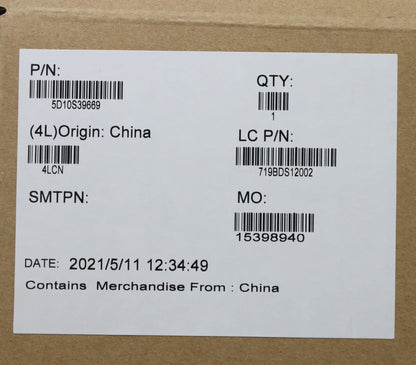 P/N:
5D10S39669
QTY:
1
(4L)Origin: China
4LCN
LC P/N:
719BDS12002
SMTPN:
MO:
15398940
DATE: 2021/5/11 12:34:49
Contains Merchandise From : China